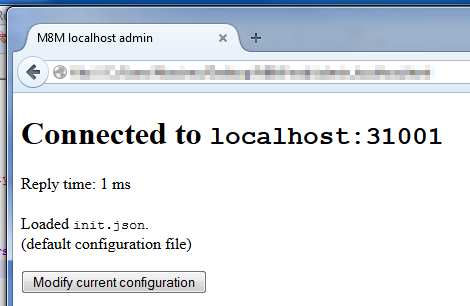 M8M localhost admin
Connected to localhost:31001
Reply time: 1 ms
Loaded init.json.
(default configuration file)
Modify current configuration